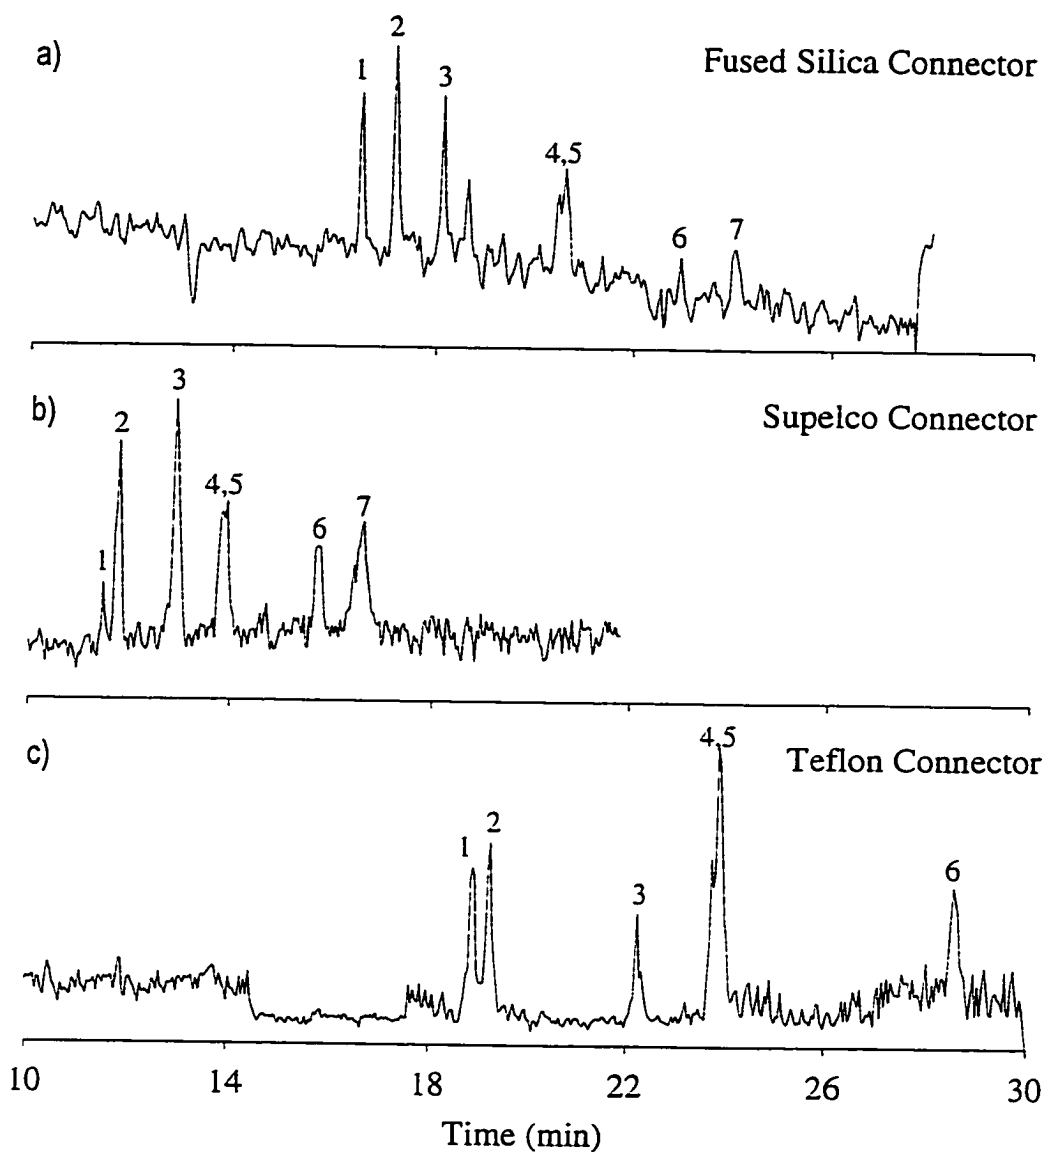 a) Fused Silica Connector
1 2 3 4,5 6 7
b) Supelco Connector
1 2 3 4,5 6 7
c) Teflon Connector
1 2 3 4,5 6
10 14 18 22 26 30
Time (min)